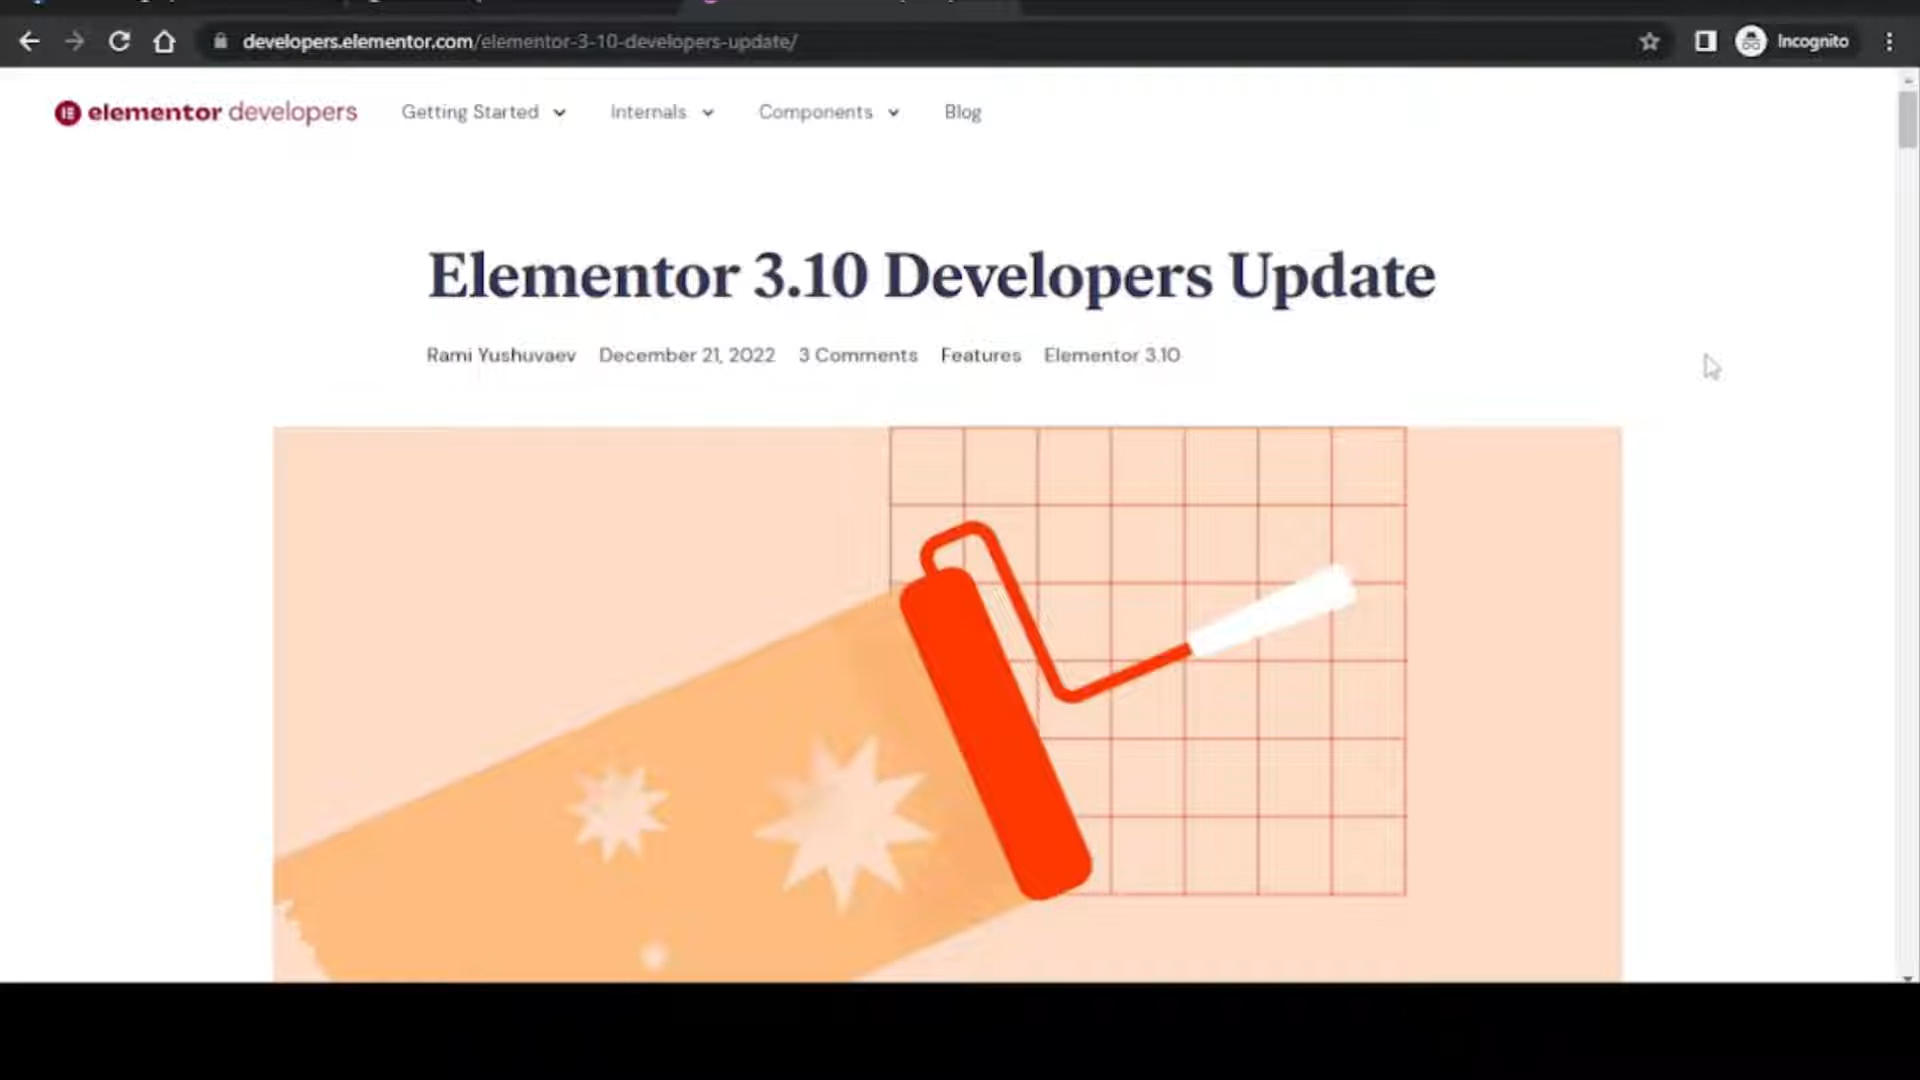 developers.elementor.com/elementor-3-10-developers-update/
Incognito
elementor developers
Getting Started
Internals
Components
Blog
Elementor 3.10 Developers Update
Rami Yushuvaev December 21, 2022 3 Comments Features Elementor 3.10